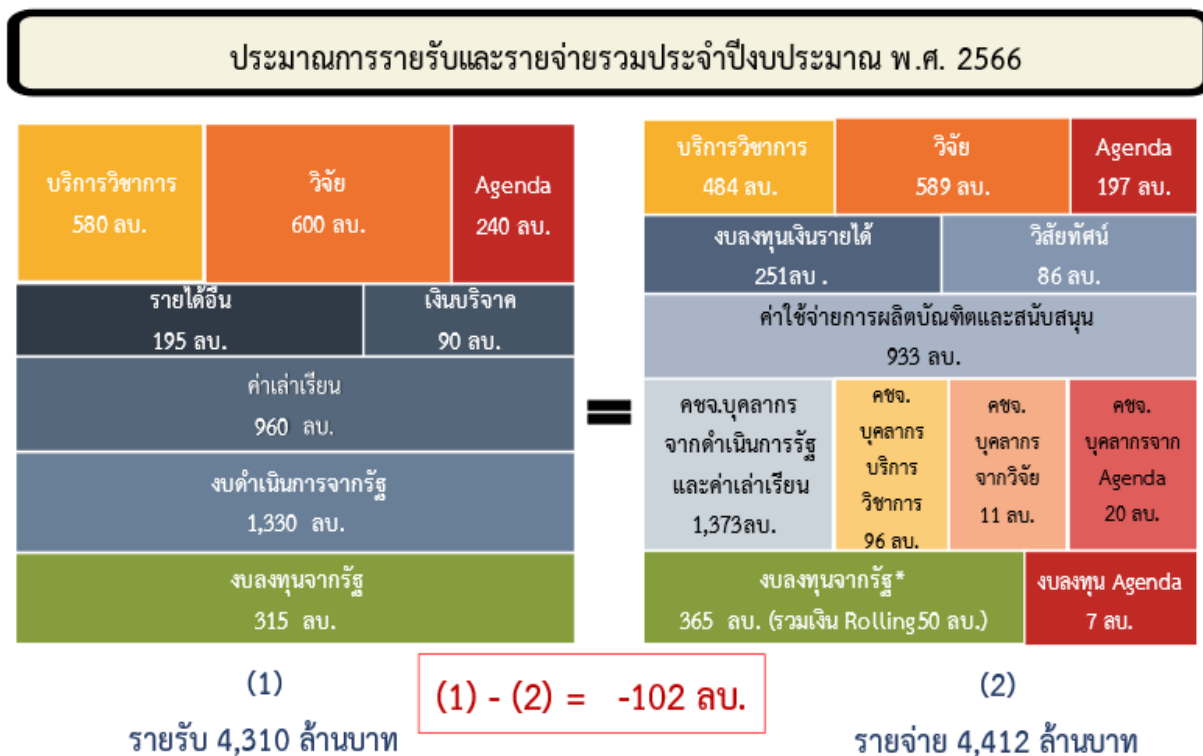 ประมาณการรายรับและรายจ่ายรวมประจำปีงบประมาณ พ.ศ. 2566
บริการวิชาการ
580 ลบ.
วิจัย
600 ลบ.
Agenda
240 ลบ.
รายได้อื่น
195 ลบ.
เงินบริจาค
90 ลบ.
ค่าเล่าเรียน
960 ลบ.
งบดำเนินการจากรัฐ
1,330 ลบ.
งบลงทุนจากรัฐ
315 ลบ.
(1)
รายรับ 4,310 ล้านบาท
=
บริการวิชาการ
484 ลบ.
วิจัย
589 ลบ.
Agenda
197 ลบ.
งบลงทุนเงินรายได้
251ลบ .
วิสัยทัศน์
86 ลบ.
ค่าใช้จ่ายการผลิตบัณฑิตและสนับสนุน
933 ลบ.
คชจ.บุคลากร
จากดำเนินการรัฐ
และค่าเล่าเรียน
1,373ลบ.
คชจ.
บุคลากร
บริการ
วิชาการ
96 ลบ.
คชจ.
บุคลากร
จากวิจัย
11 ลบ.
คชจ.
บุคลากรจาก
Agenda
20 ลบ.
งบลงทุนจากรัฐ*
365 ลบ. (รวมเงิน Rolling50 ลบ.)
งบลงทุน Agenda
7 ลบ.
(1) - (2) = -102 ลบ.
(2)
รายจ่าย 4,412 ล้านบาท